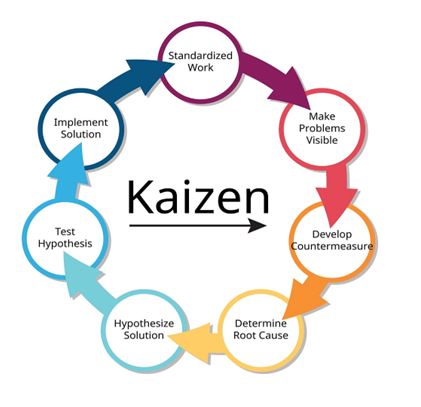 Standardized
Work
Make
Problems
Visible
Develop
Countermeasure
Determine
Root Cause
Hypothesize
Solution
Test
Hypothesis
Implement
Solution
Kaizen